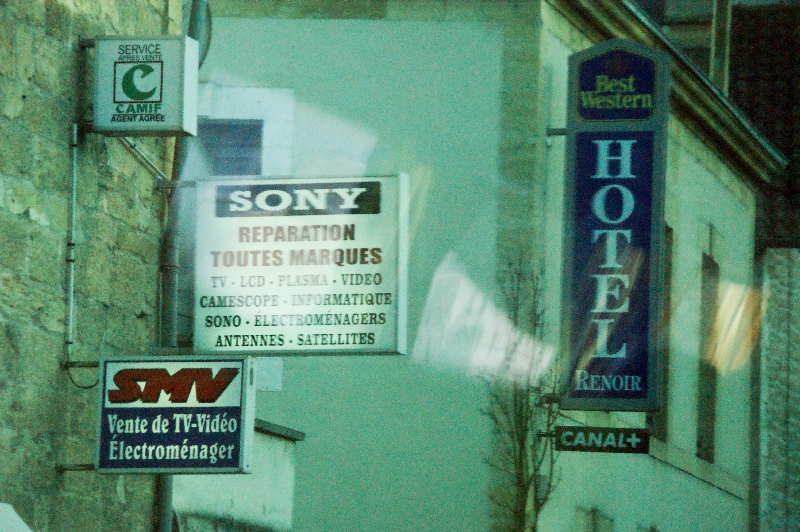 SERVICE
APRES VENTE
C
CAMIF
AGENT AGRÉÉ
SONY
REPARATION
TOUTES MARQUES
TV - LCD - PLASMA - VIDEO
CAMESCOPE - INFORMATIQUE
SONO - ÉLECTROMÉNAGERS
ANTENNES - SATELLITES
SMV
Vente de TV-Vidéo
Électroménager
Best
Western
HOTEL
RENOIR
CANAL+